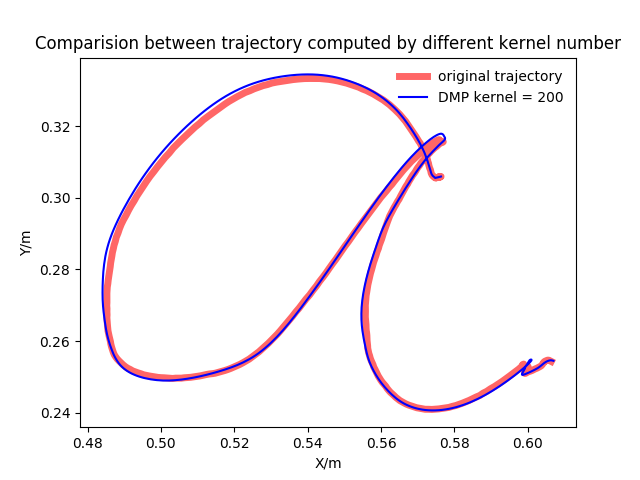 Comparision between trajectory computed by different kernel number
original trajectory
DMP kernel = 200
Y/m
0.32
0.30
0.28
0.26
0.24
0.48 0.50 0.52 0.54 0.56 0.58 0.60
X/m